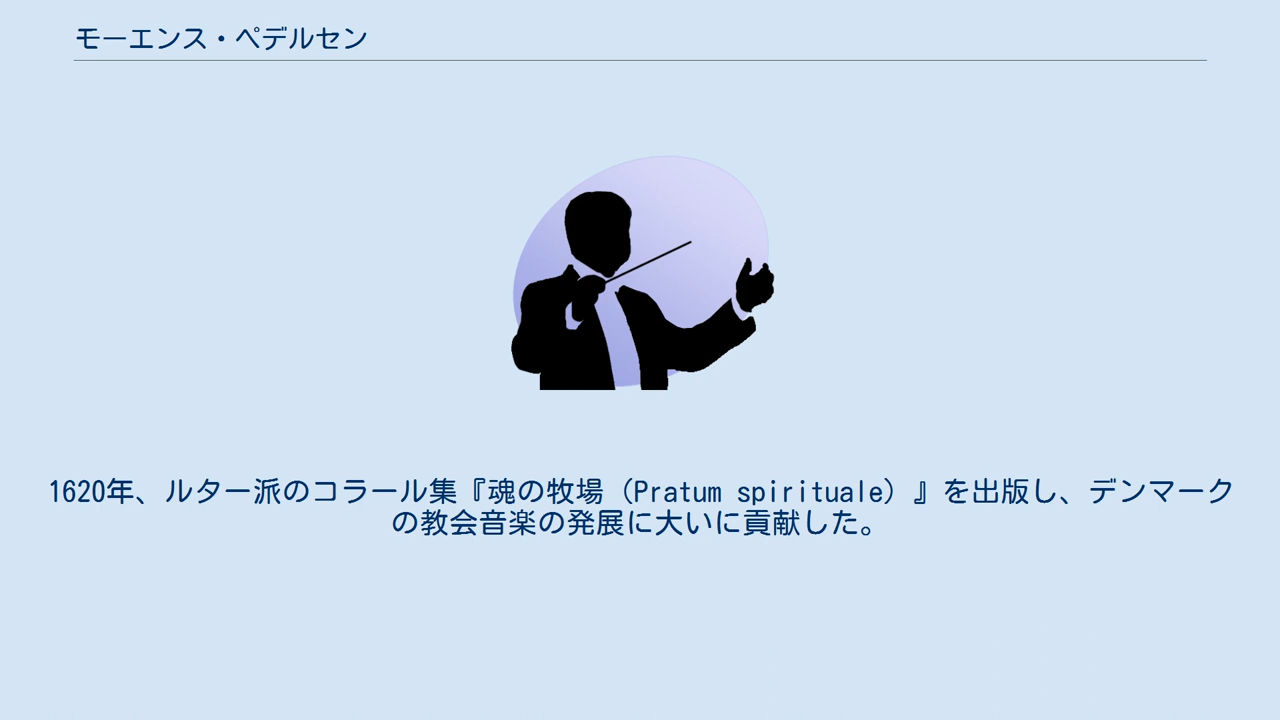 モーエンス・ペデルセン
1620年、ルター派のコラール集『魂の牧場（Pratum spirituale）』を出版し、デンマーク
の教会音楽の発展に大いに貢献した。